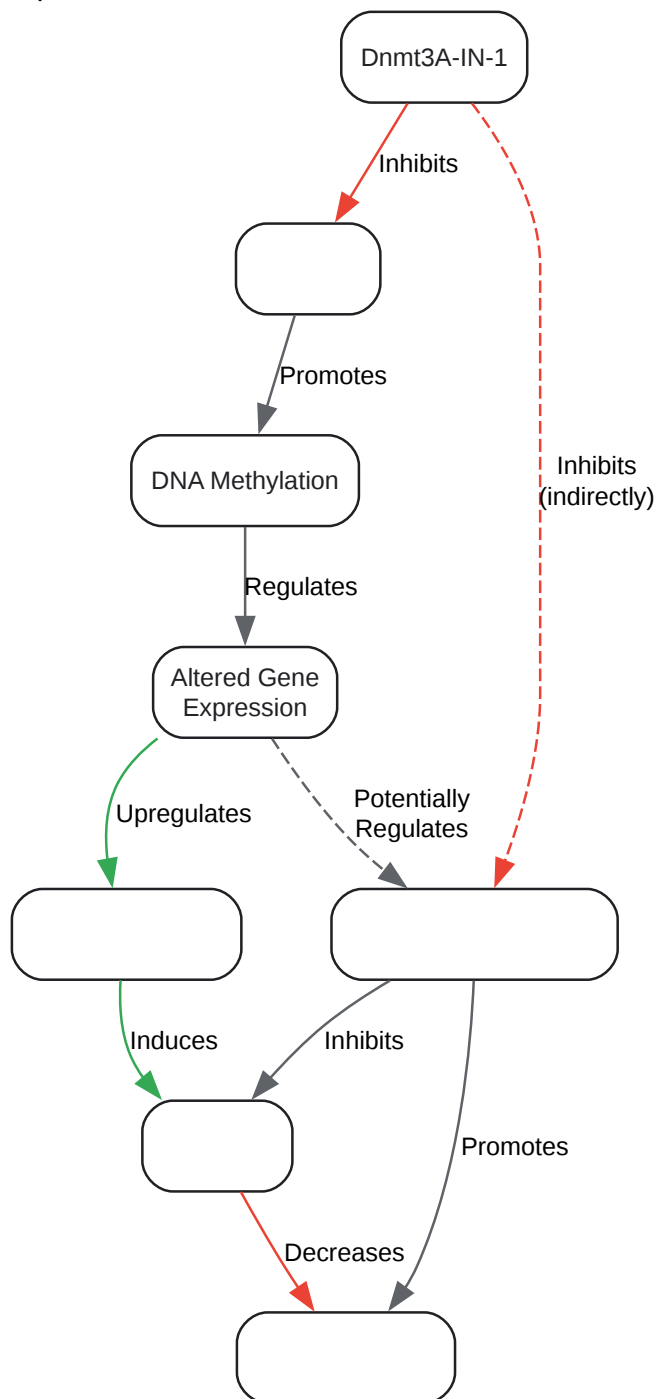 Dnmt3A-IN-1
Inhibits
Promotes
DNA Methylation
Inhibits
(indirectly)
Regulates
Altered Gene
Expression
Upregulates
Potentially
Regulates
Induces
Inhibits
Promotes
Decreases